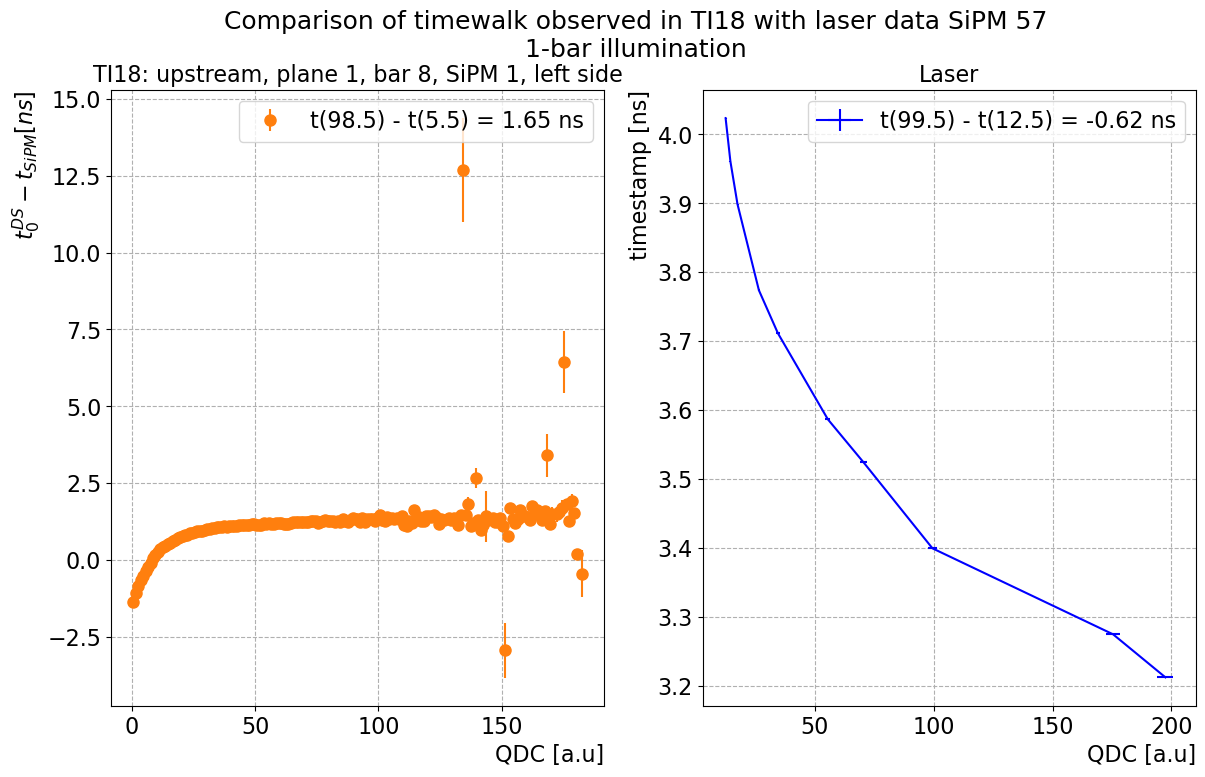 Comparison of timewalk observed in TI18 with laser data SiPM 57
1-bar illumination
TI18: upstream, plane 1, bar 8, SiPM 1, left side
t(98.5) - t(5.5) = 1.65 ns
t_0^{DS} − t_{SiPM}[ns]
15.0
12.5
10.0
7.5
5.0
2.5
0.0
−2.5
0 50 100 150
QDC [a.u]
Laser
t(99.5) - t(12.5) = -0.62 ns
timestamp [ns]
4.0
3.9
3.8
3.7
3.6
3.5
3.4
3.3
3.2
50 100 150 200
QDC [a.u]